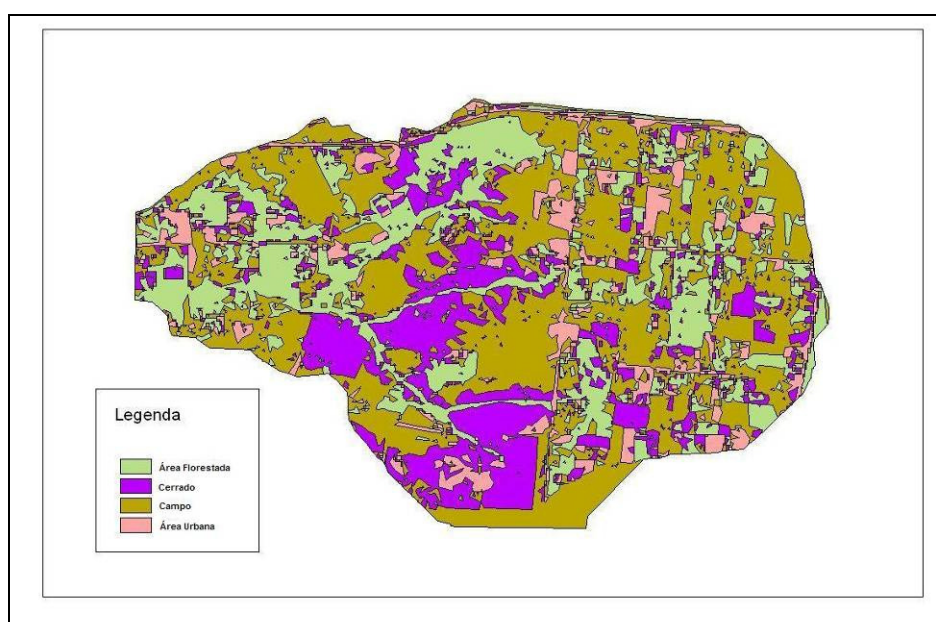 Legenda
Área Florestada
Cerrado
Campo
Área Urbana